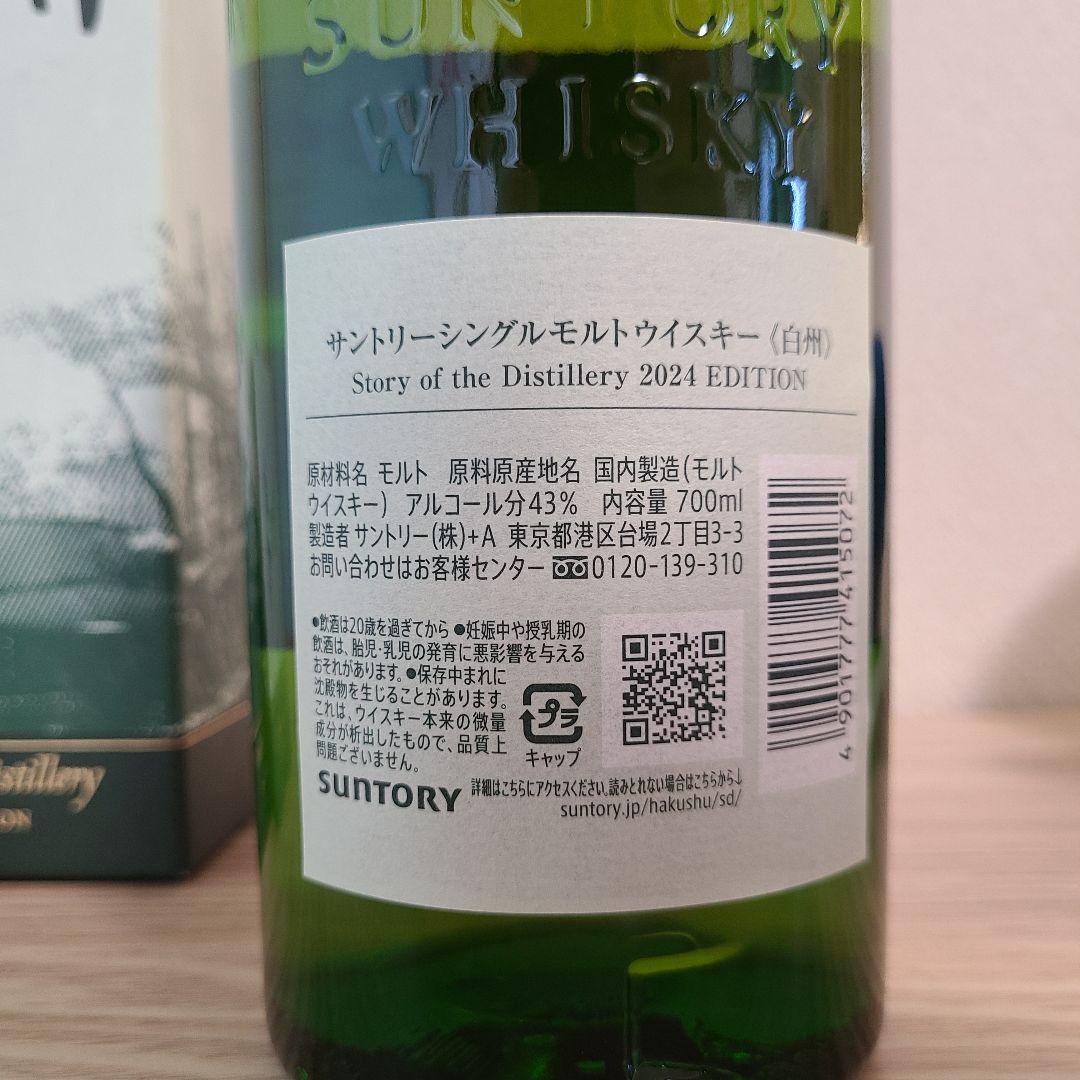 SUNTORY
WHISKY
サントリーシングルモルトウイスキー《白州》
Story of the Distillery 2024 EDITION
原材料名 モルト 原料原産地名 国内製造(モルト
ウイスキー) アルコール分43% 内容量 700ml
製造者 サントリー(株)+A 東京都港区台場2丁目3-3
お問い合わせはお客様センター 0120-139-310
●飲酒は20歳を過ぎてから ●妊娠中や授乳期の
飲酒は、胎児・乳児の発育に悪影響を与える
おそれがあります。●保存中まれに
沈殿物を生じることがあります。
これは、ウイスキー本来の微量
成分が析出したもので、品質上
問題ございません。
プラ
キャップ
SUNTORY
詳細はこちらにアクセスください。読みとれない場合はこちらから↓
suntory.jp/hakushu/sd/
4901777415072
istillery
ON